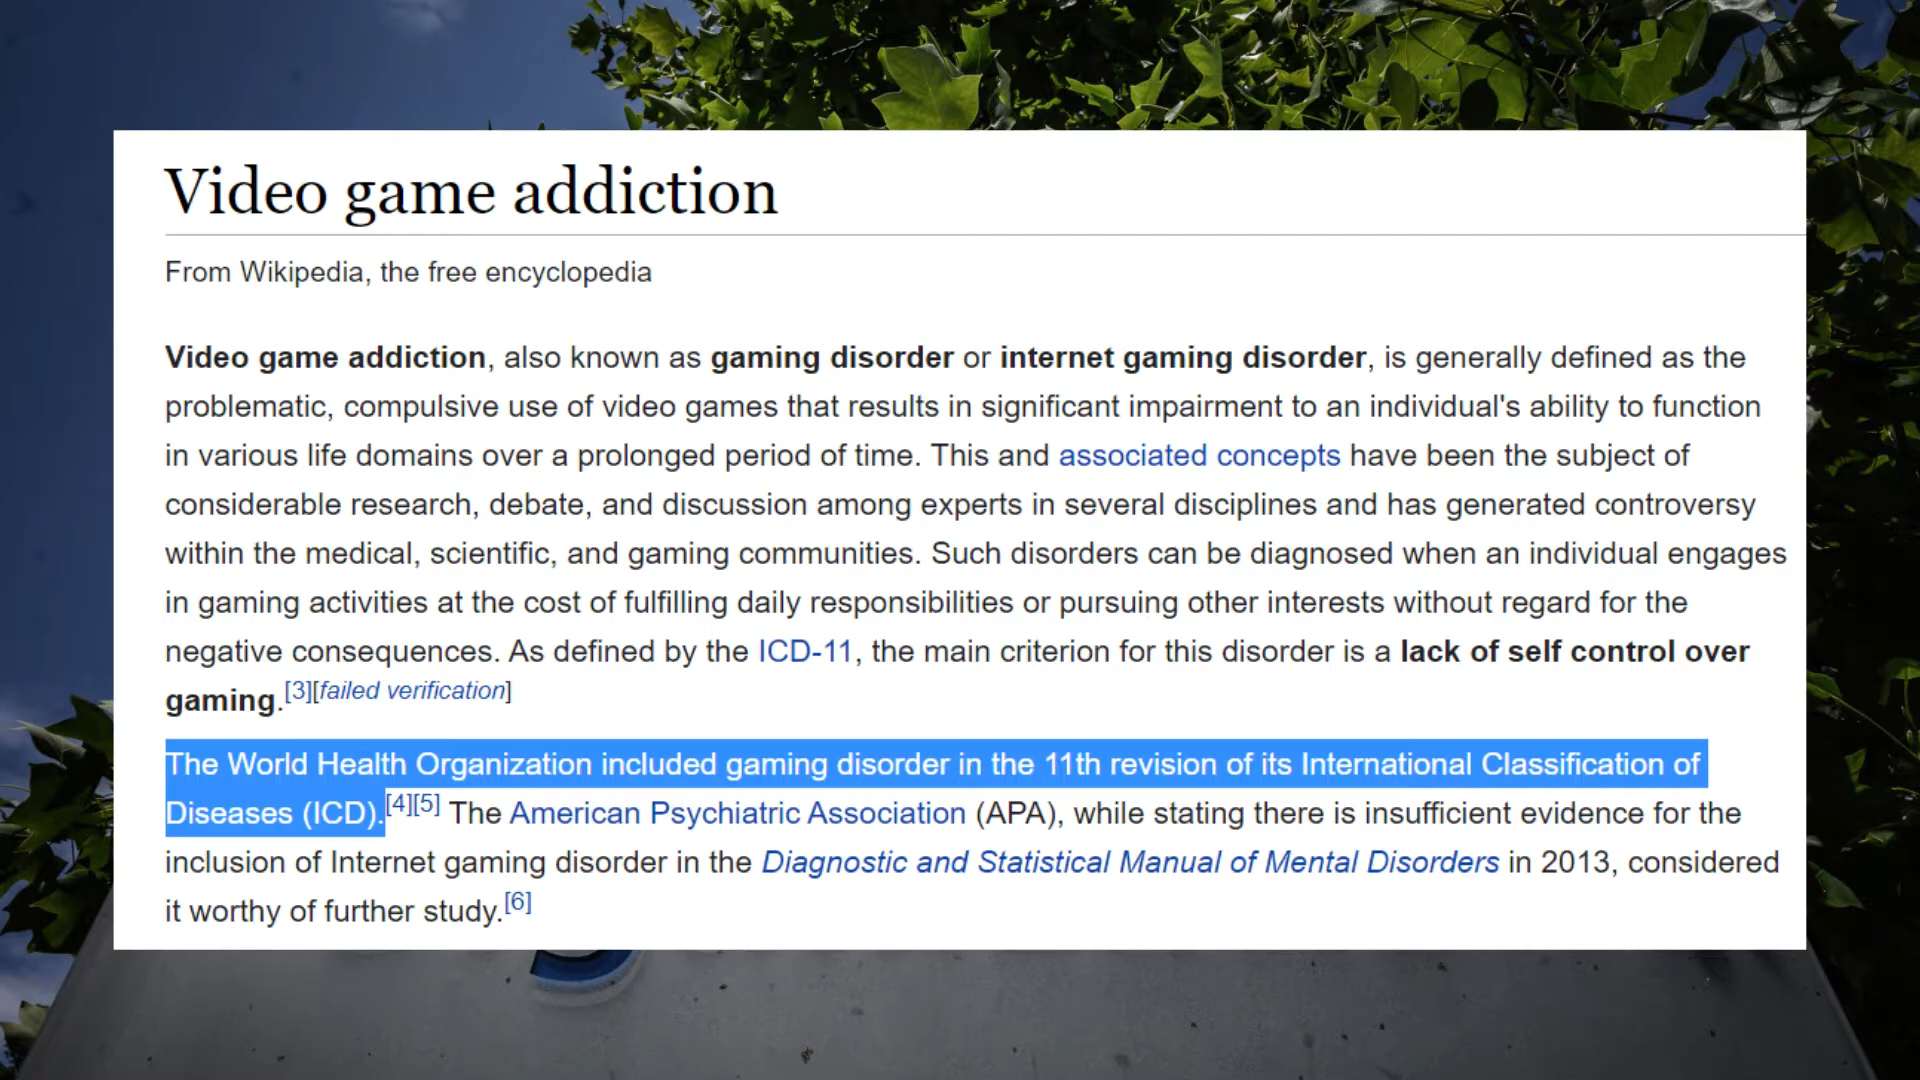 Video game addiction
From Wikipedia, the free encyclopedia
Video game addiction, also known as gaming disorder or internet gaming disorder, is generally defined as the
problematic, compulsive use of video games that results in significant impairment to an individual's ability to function
in various life domains over a prolonged period of time. This and associated concepts have been the subject of
considerable research, debate, and discussion among experts in several disciplines and has generated controversy
within the medical, scientific, and gaming communities. Such disorders can be diagnosed when an individual engages
in gaming activities at the cost of fulfilling daily responsibilities or pursuing other interests without regard for the
negative consequences. As defined by the ICD-11, the main criterion for this disorder is a lack of self control over
gaming.[3][failed verification]
The World Health Organization included gaming disorder in the 11th revision of its International Classification of
Diseases (ICD).[4][5] The American Psychiatric Association (APA), while stating there is insufficient evidence for the
inclusion of Internet gaming disorder in the Diagnostic and Statistical Manual of Mental Disorders in 2013, considered
it worthy of further study.[6]